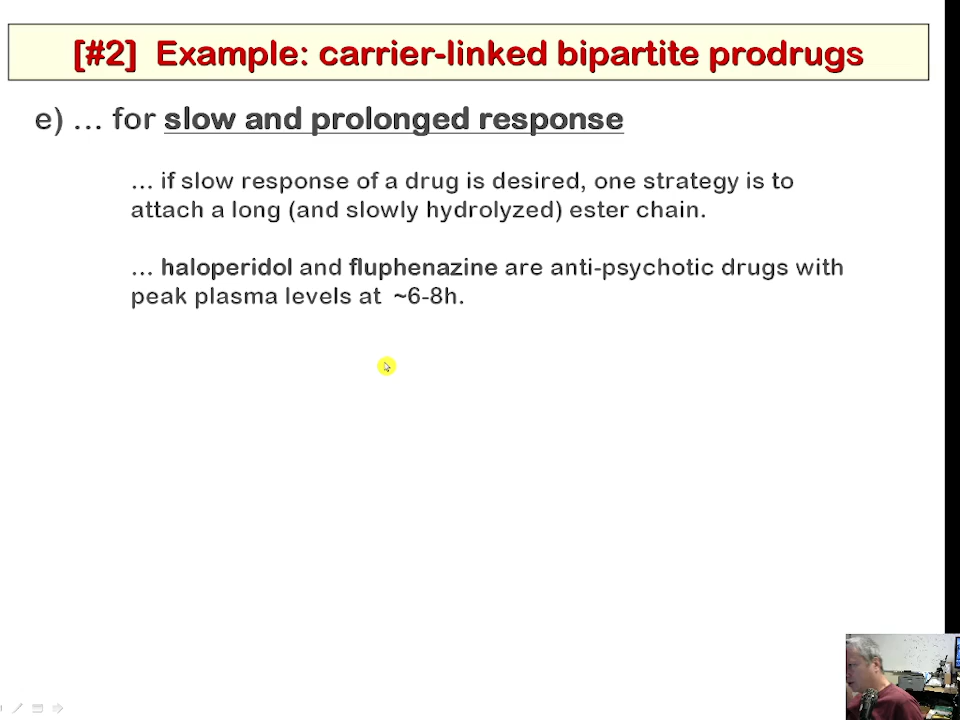 [#2]  Example: carrier-linked bipartite prodrugs
e) … for slow and prolonged response
… if slow response of a drug is desired, one strategy is to
attach a long (and slowly hydrolyzed) ester chain.
… haloperidol and fluphenazine are anti-psychotic drugs with
peak plasma levels at  ~6-8h.